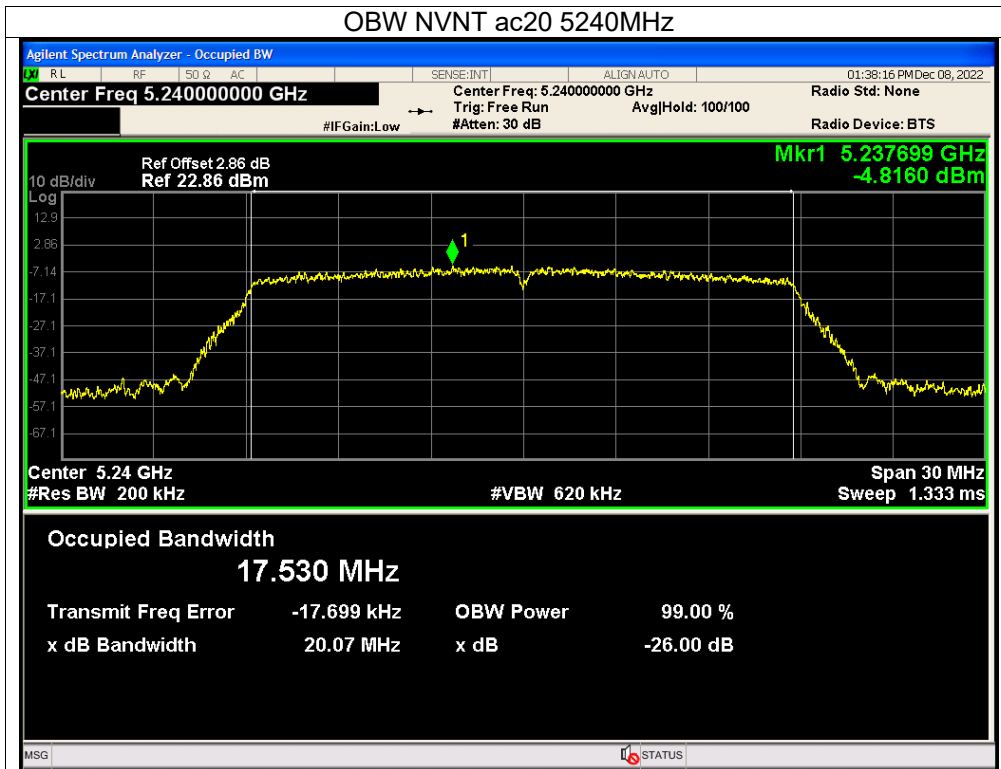 OBW NVNT ac20 5240MHz
Agilent Spectrum Analyzer - Occupied BW
LXI RL RF 50 Ω AC SENSE:INT ALIGN AUTO 01:38:16 PM Dec 08, 2022
Center Freq 5.240000000 GHz Center Freq: 5.240000000 GHz Radio Std: None
Trig: Free Run Avg|Hold: 100/100
#IFGain:Low #Atten: 30 dB Radio Device: BTS
Ref Offset 2.86 dB Mkr1 5.237699 GHz
10 dB/div Ref 22.86 dBm -4.8160 dBm
Log
12.9
1
2.86
-7.14
-17.1
-27.1
-37.1
-47.1
-57.1
-67.1
Center 5.24 GHz Span 30 MHz
#Res BW 200 kHz #VBW 620 kHz Sweep 1.333 ms
Occupied Bandwidth
17.530 MHz
Transmit Freq Error -17.699 kHz OBW Power 99.00 %
x dB Bandwidth 20.07 MHz x dB -26.00 dB
MSG STATUS